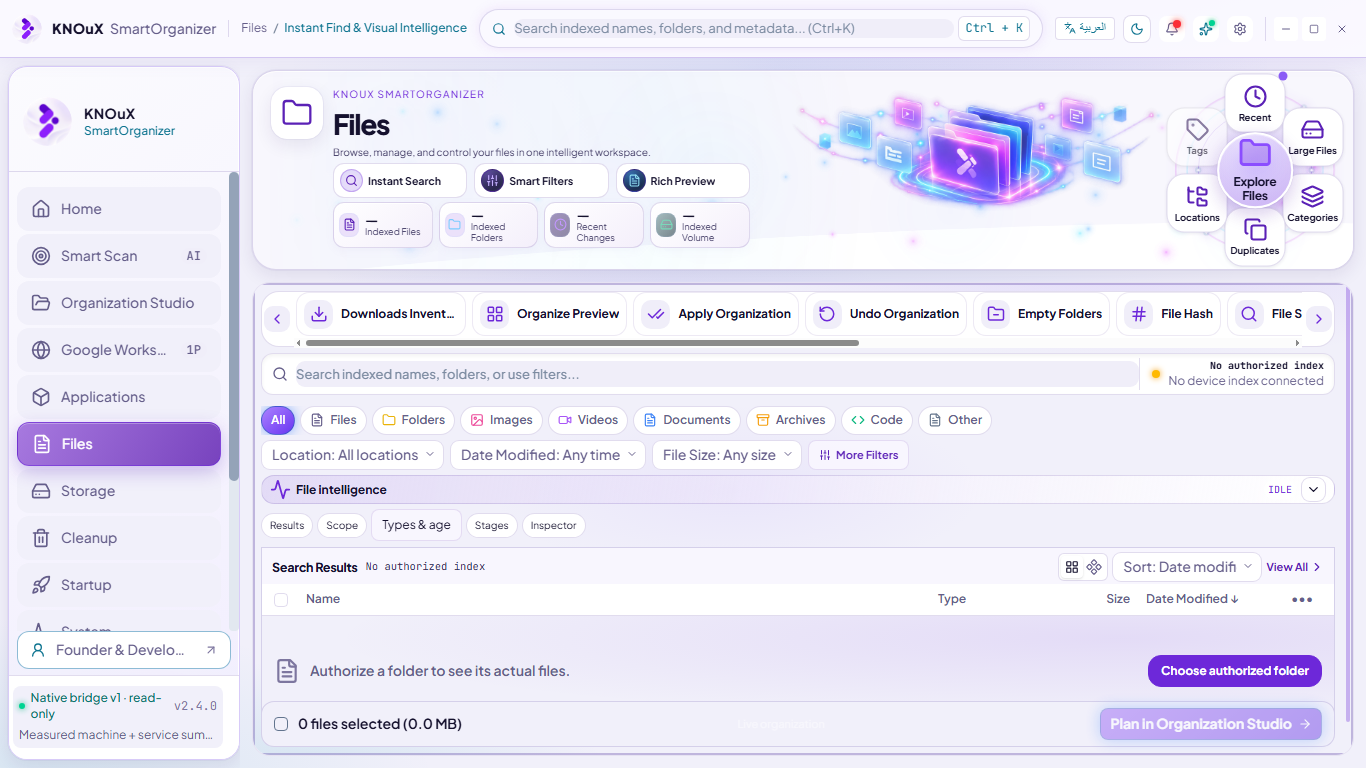 KNOuX SmartOrganizer
Files / Instant Find & Visual Intelligence
Search indexed names, folders, and metadata... (Ctrl+K)
Ctrl + K
العربية
KNOuX
SmartOrganizer
Home
Smart Scan AI
Organization Studio
Google Works... 1P
Applications
Files
Storage
Cleanup
Startup
System
Founder & Develo...
Native bridge v1 · read-only v2.4.0
Measured machine + service sum...
KNOUX SMARTORGANIZER
Files
Browse, manage, and control your files in one intelligent workspace.
Instant Search
Smart Filters
Rich Preview
— Indexed Files
— Indexed Folders
— Recent Changes
— Indexed Volume
Recent
Tags
Large Files
Explore Files
Locations
Categories
Duplicates
Downloads Invent...
Organize Preview
Apply Organization
Undo Organization
Empty Folders
File Hash
File S
Search indexed names, folders, or use filters...
No authorized index
No device index connected
All
Files
Folders
Images
Videos
Documents
Archives
Code
Other
Location: All locations
Date Modified: Any time
File Size: Any size
More Filters
File intelligence
IDLE
Results
Scope
Types & age
Stages
Inspector
Search Results No authorized index
Sort: Date modifi
View All
Name
Type
Size
Date Modified ↓
Authorize a folder to see its actual files.
Choose authorized folder
0 files selected (0.0 MB)
Live organization
Plan in Organization Studio →